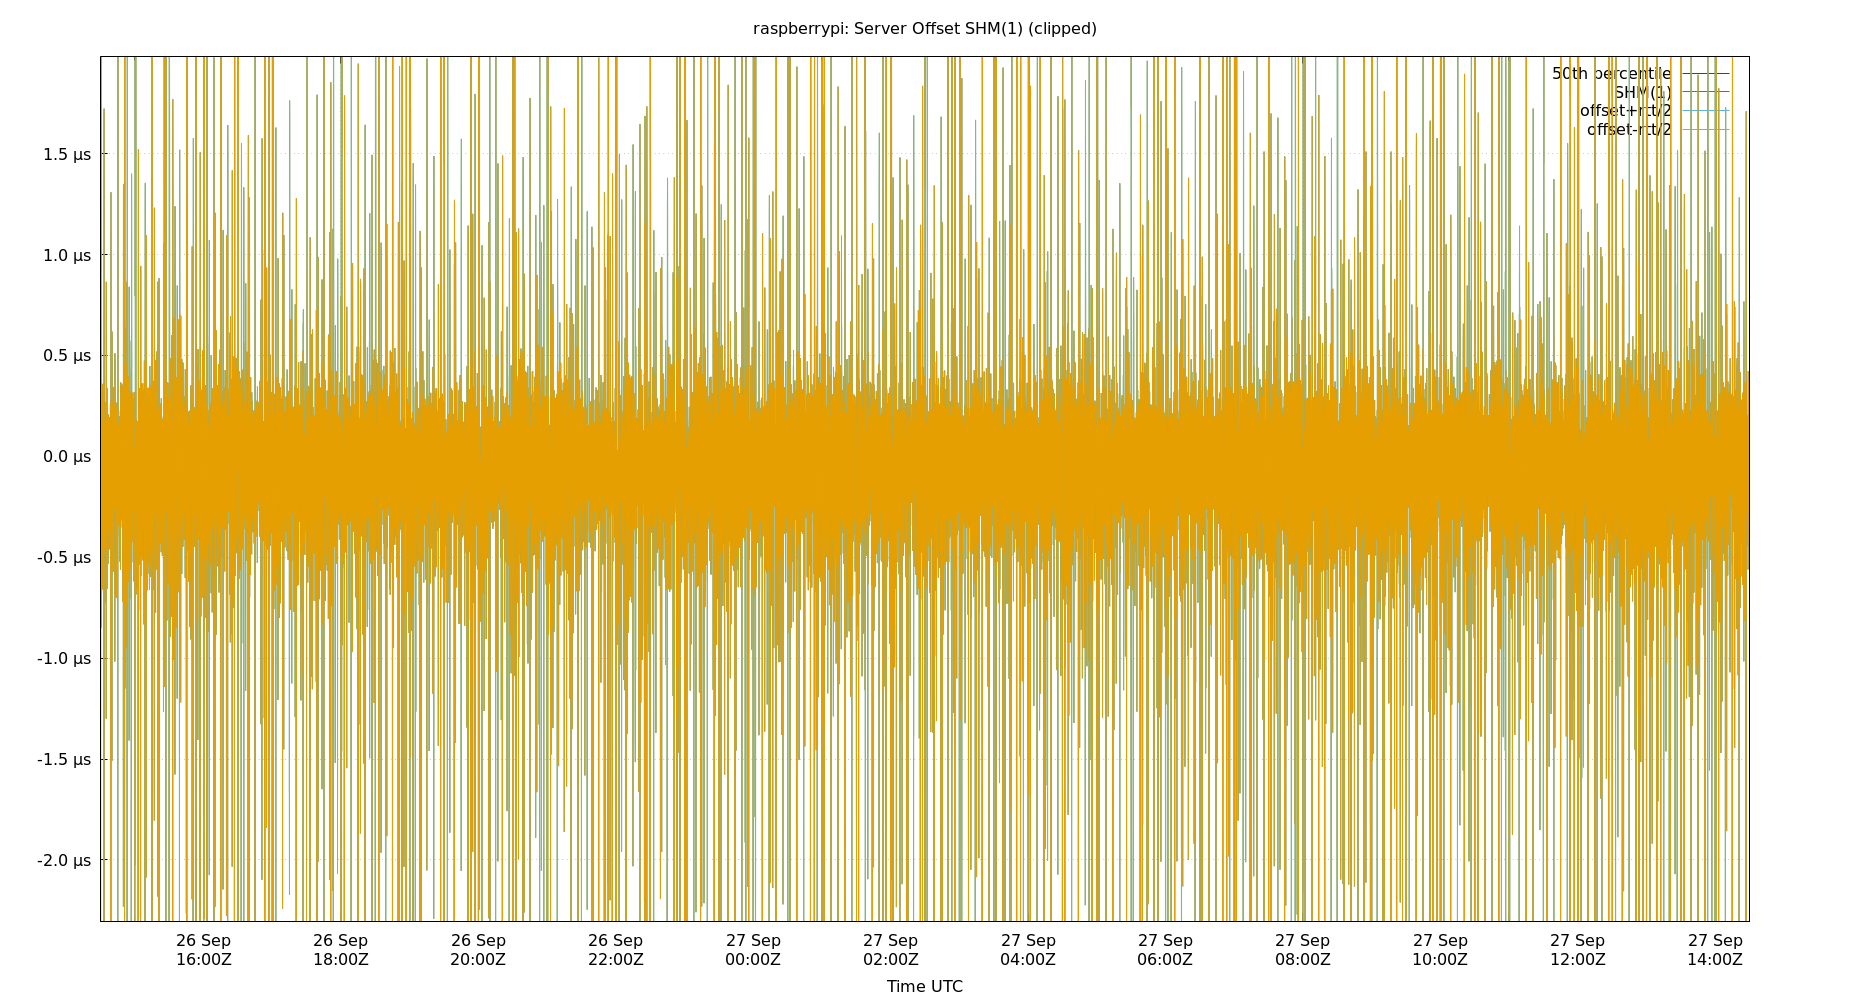 raspberrypi: Server Offset SHM(1) (clipped)
50th percentile
SHM(1)
offset+rtt/2
offset-rtt/2
1.5 µs
1.0 µs
0.5 µs
0.0 µs
-0.5 µs
-1.0 µs
-1.5 µs
-2.0 µs
26 Sep 26 Sep 26 Sep 26 Sep 27 Sep 27 Sep 27 Sep 27 Sep 27 Sep 27 Sep 27 Sep 27 Sep
16:00Z 18:00Z 20:00Z 22:00Z 00:00Z 02:00Z 04:00Z 06:00Z 08:00Z 10:00Z 12:00Z 14:00Z
Time UTC